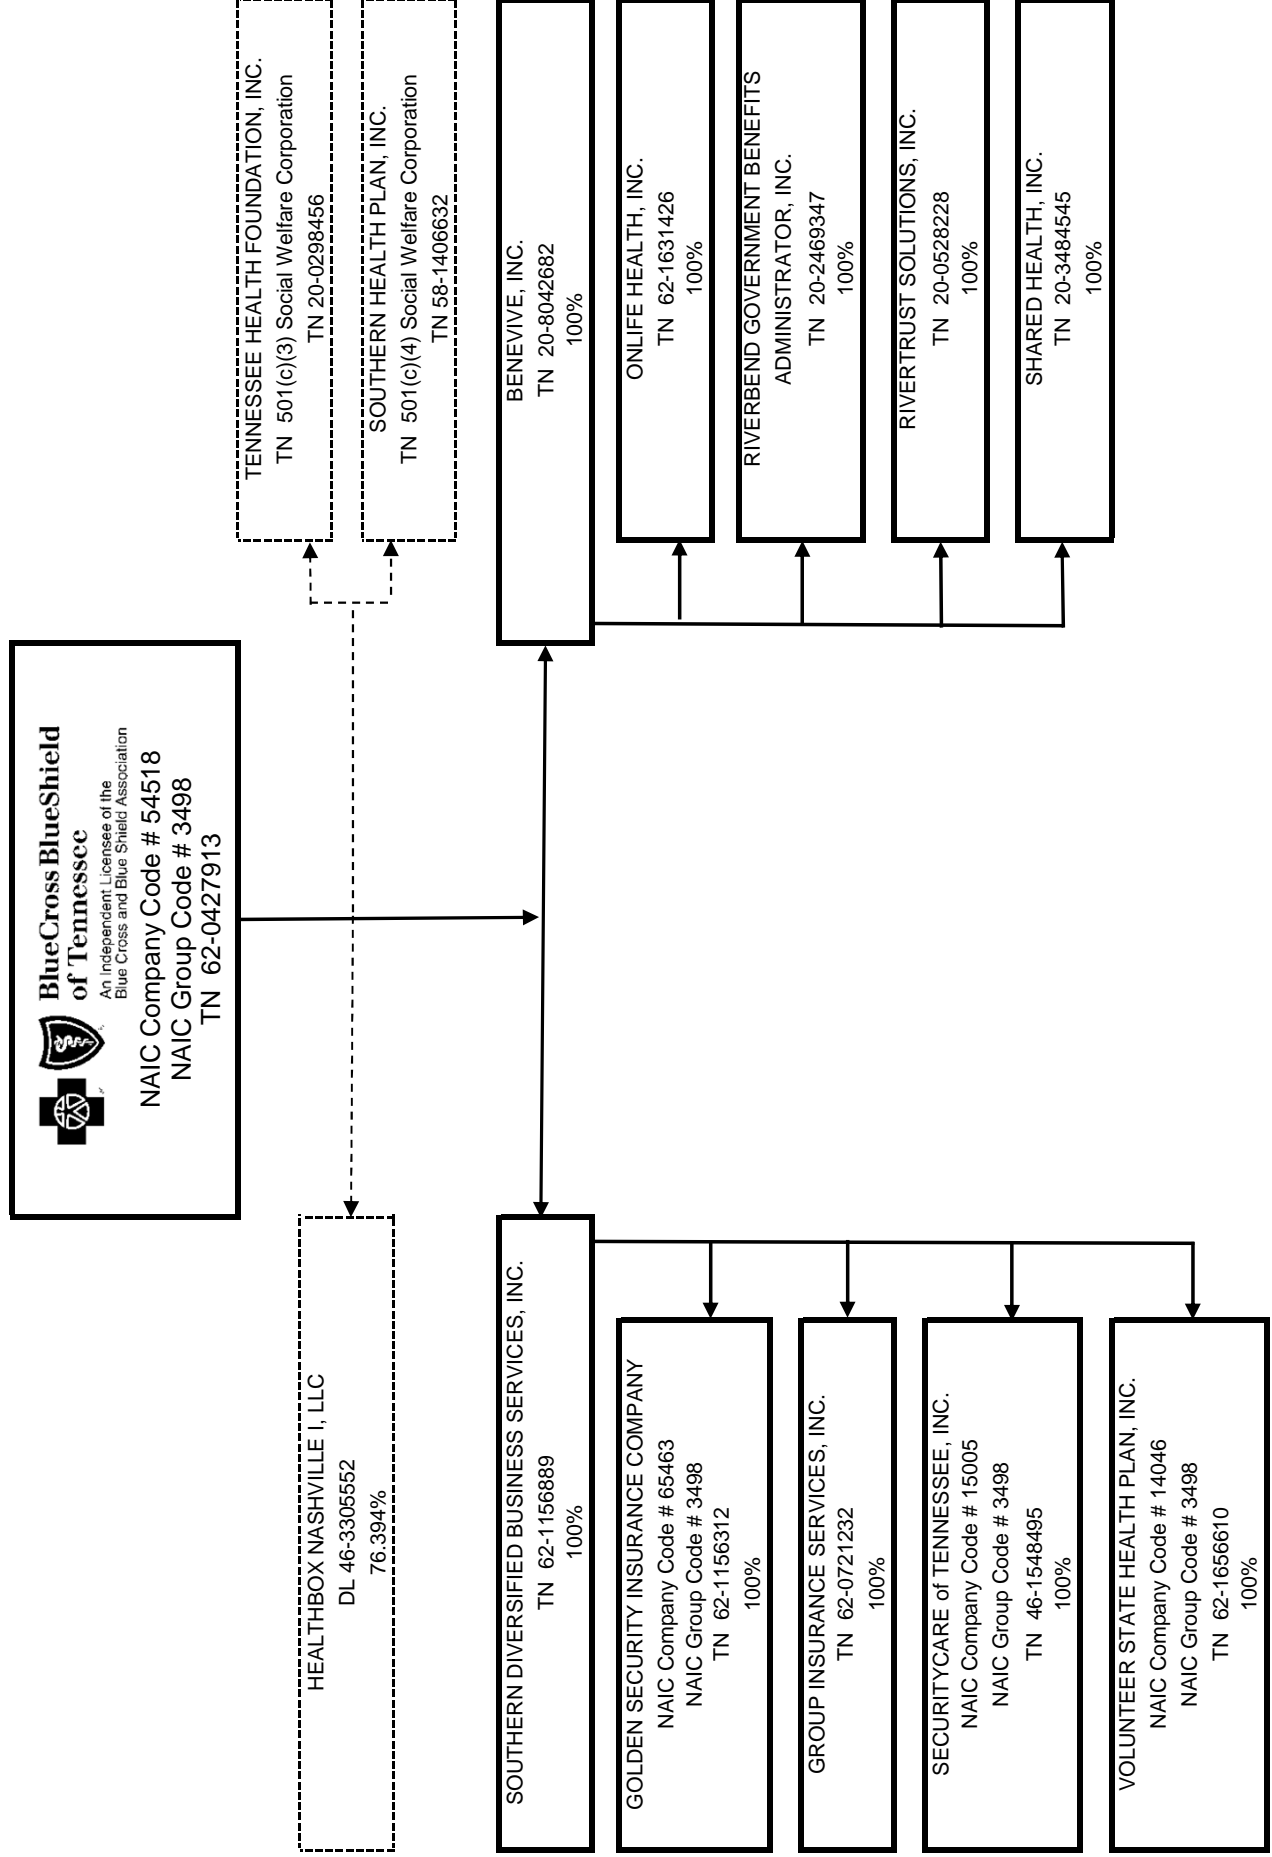 BlueCross BlueShield
of Tennessee
An Independent Licensee of the
Blue Cross and Blue Shield Association
NAIC Company Code # 54518
NAIC Group Code # 3498
TN 62-0427913
HEALTHBOX NASHVILLE I, LLC
DL 46-3305552
76.394%
TENNESSEE HEALTH FOUNDATION, INC.
TN 501(c)(3) Social Welfare Corporation
TN 20-0298456
SOUTHERN HEALTH PLAN, INC.
TN 501(c)(4) Social Welfare Corporation
TN 58-1406632
SOUTHERN DIVERSIFIED BUSINESS SERVICES, INC.
TN 62-1156889
100%
GOLDEN SECURITY INSURANCE COMPANY
NAIC Company Code # 65463
NAIC Group Code # 3498
TN 62-1156312
100%
GROUP INSURANCE SERVICES, INC.
TN 62-0721232
100%
SECURITYCARE of TENNESSEE, INC.
NAIC Company Code # 15005
NAIC Group Code # 3498
TN 46-1548495
100%
VOLUNTEER STATE HEALTH PLAN, INC.
NAIC Company Code # 14046
NAIC Group Code # 3498
TN 62-1656610
100%
BENEVIVE, INC.
TN 20-8042682
100%
ONLIFE HEALTH, INC.
TN 62-1631426
100%
RIVERBEND GOVERNMENT BENEFITS
ADMINISTRATOR, INC.
TN 20-2469347
100%
RIVERTRUST SOLUTIONS, INC.
TN 20-0528228
100%
SHARED HEALTH, INC.
TN 20-3484545
100%